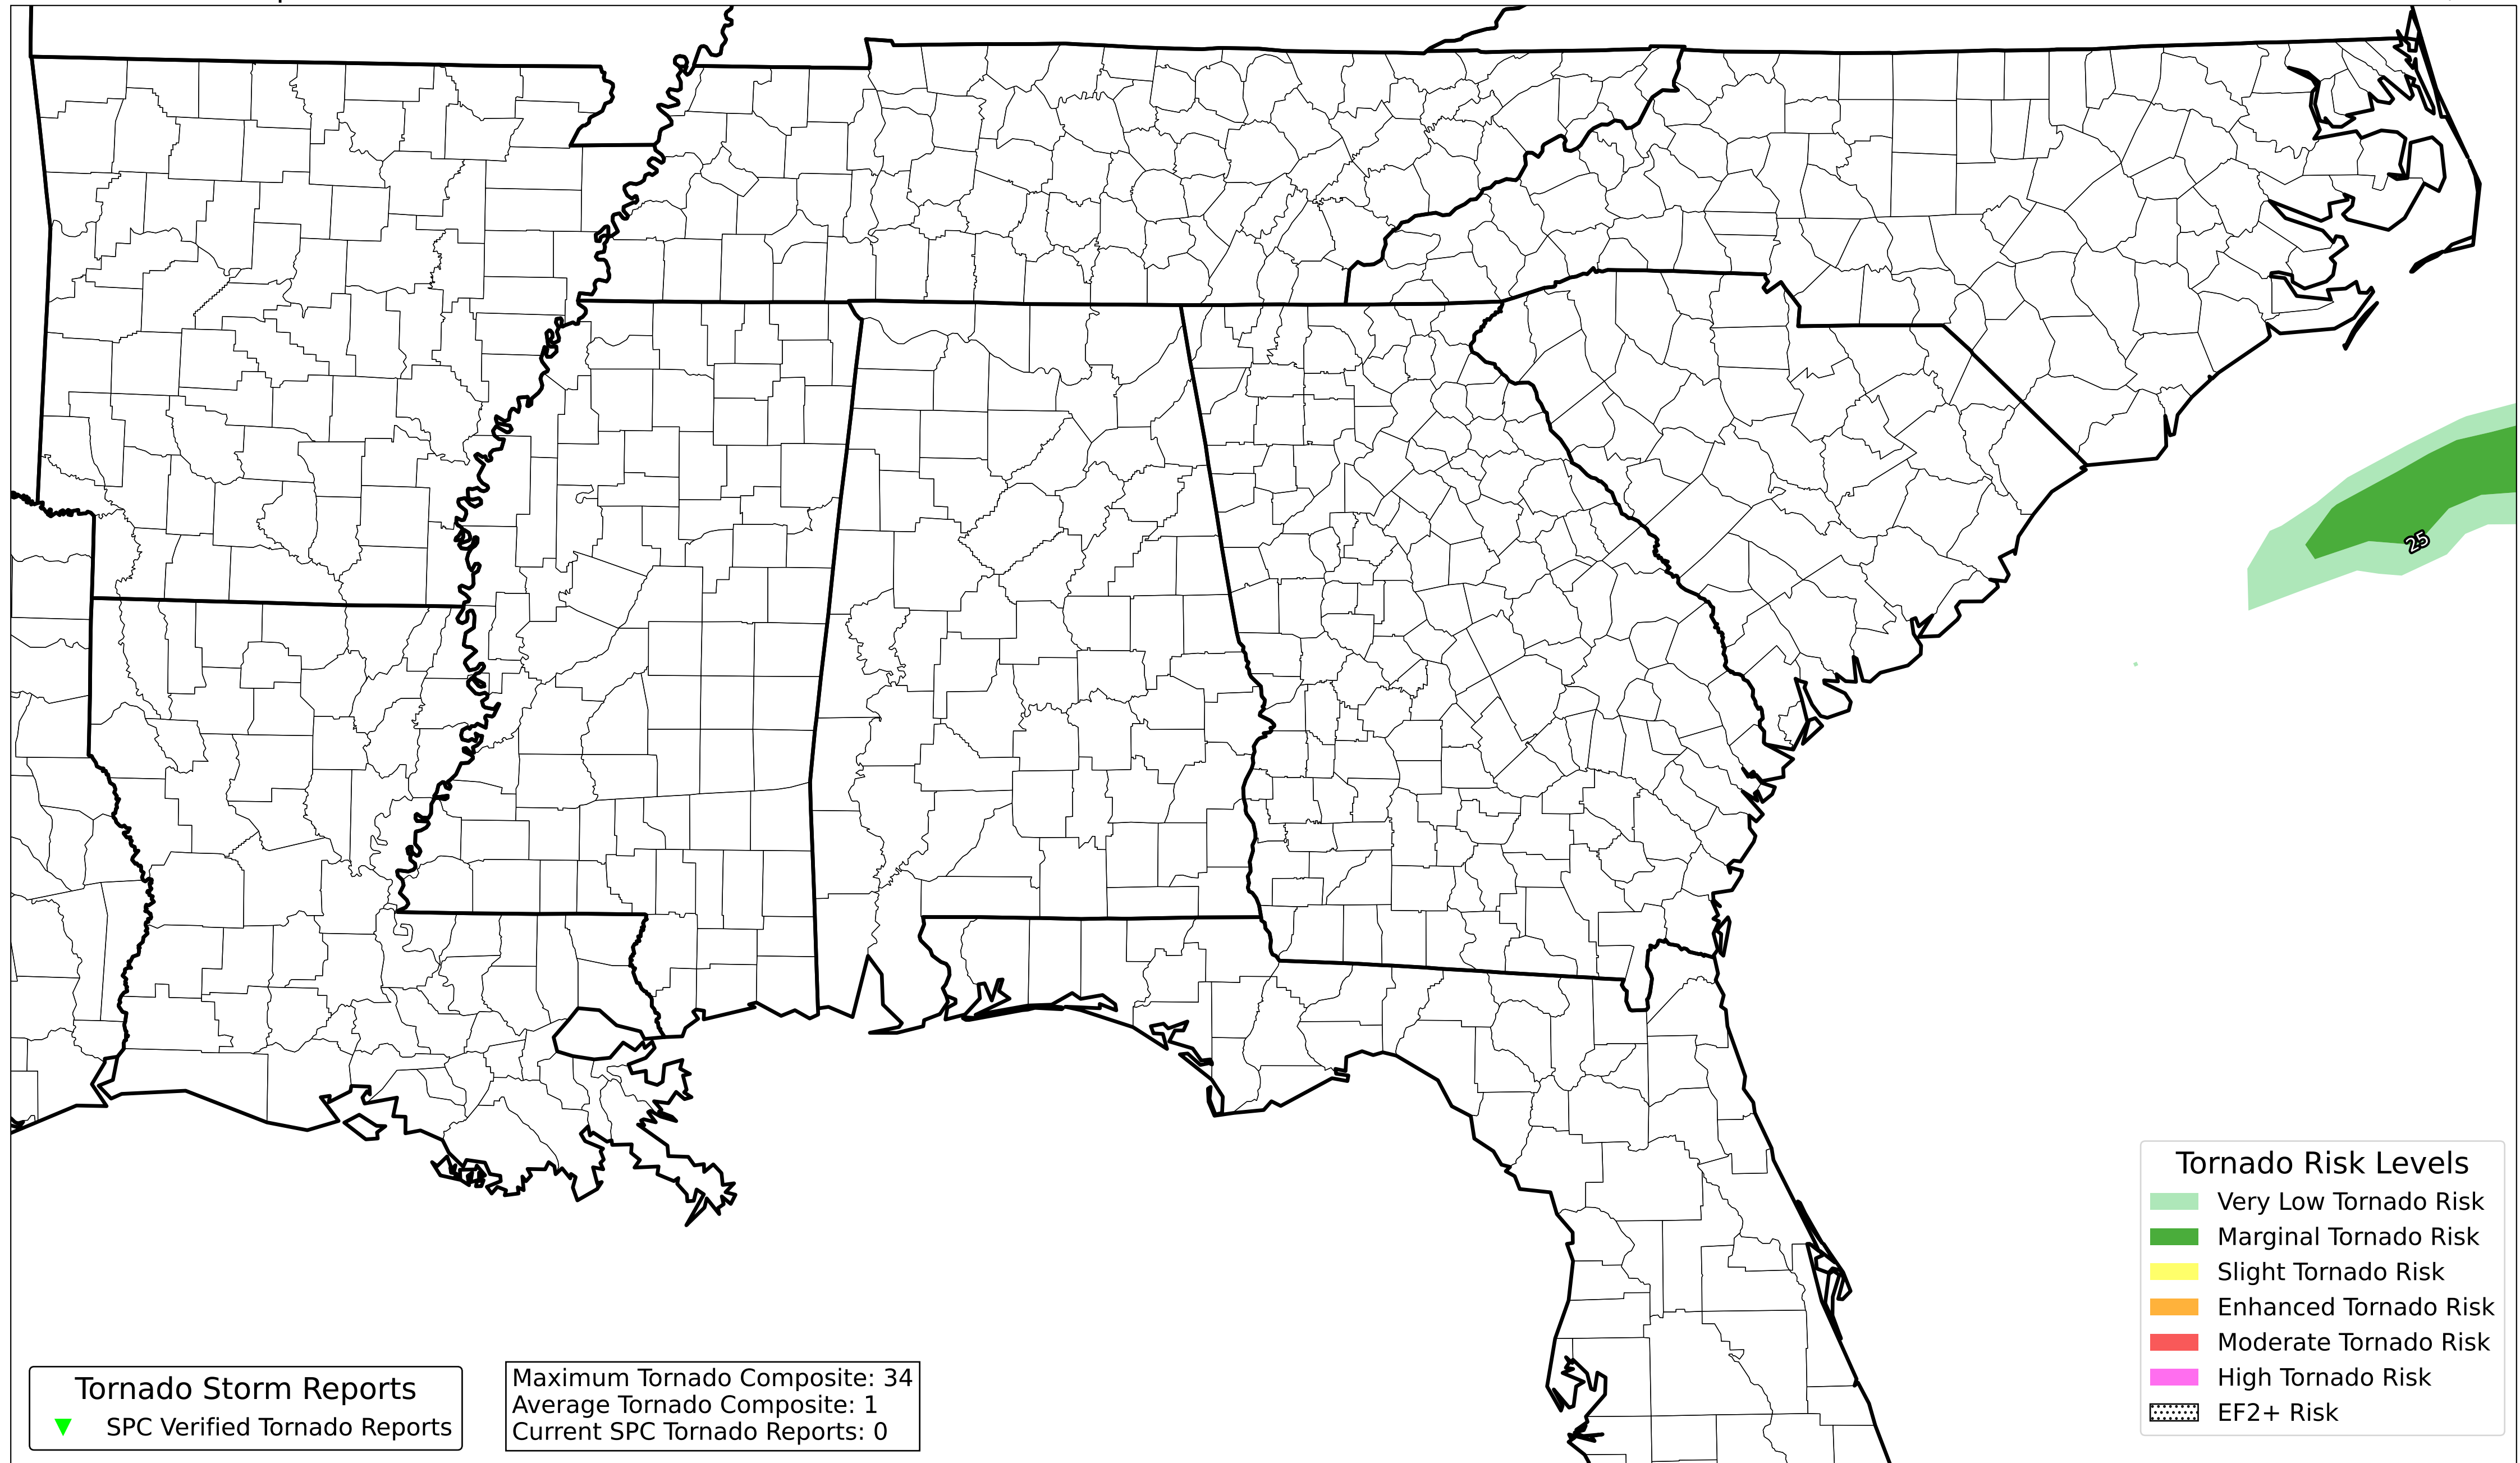 25
Tornado Risk Levels
Very Low Tornado Risk
Marginal Tornado Risk
Slight Tornado Risk
Enhanced Tornado Risk
Moderate Tornado Risk
High Tornado Risk
EF2+ Risk
Tornado Storm Reports
SPC Verified Tornado Reports
Maximum Tornado Composite: 34
Average Tornado Composite: 1
Current SPC Tornado Reports: 0